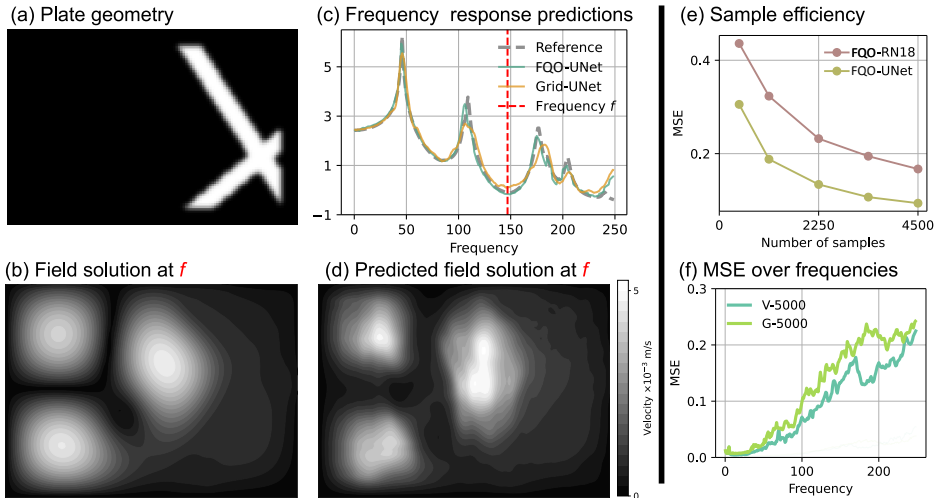 (a) Plate geometry
(c) Frequency response predictions
5
3
1
−1
0
50
100
150
200
250
Frequency
Reference
FQO-UNet
Grid-UNet
Frequency f
(e) Sample efficiency
0.4
0.2
MSE
0
2250
4500
Number of samples
FQO-RN18
FQO-UNet
(b) Field solution at f
(d) Predicted field solution at f
5
0
Velocity ×10⁻³ m/s
(f) MSE over frequencies
0.3
0.2
0.1
0.0
MSE
0
100
200
Frequency
V-5000
G-5000